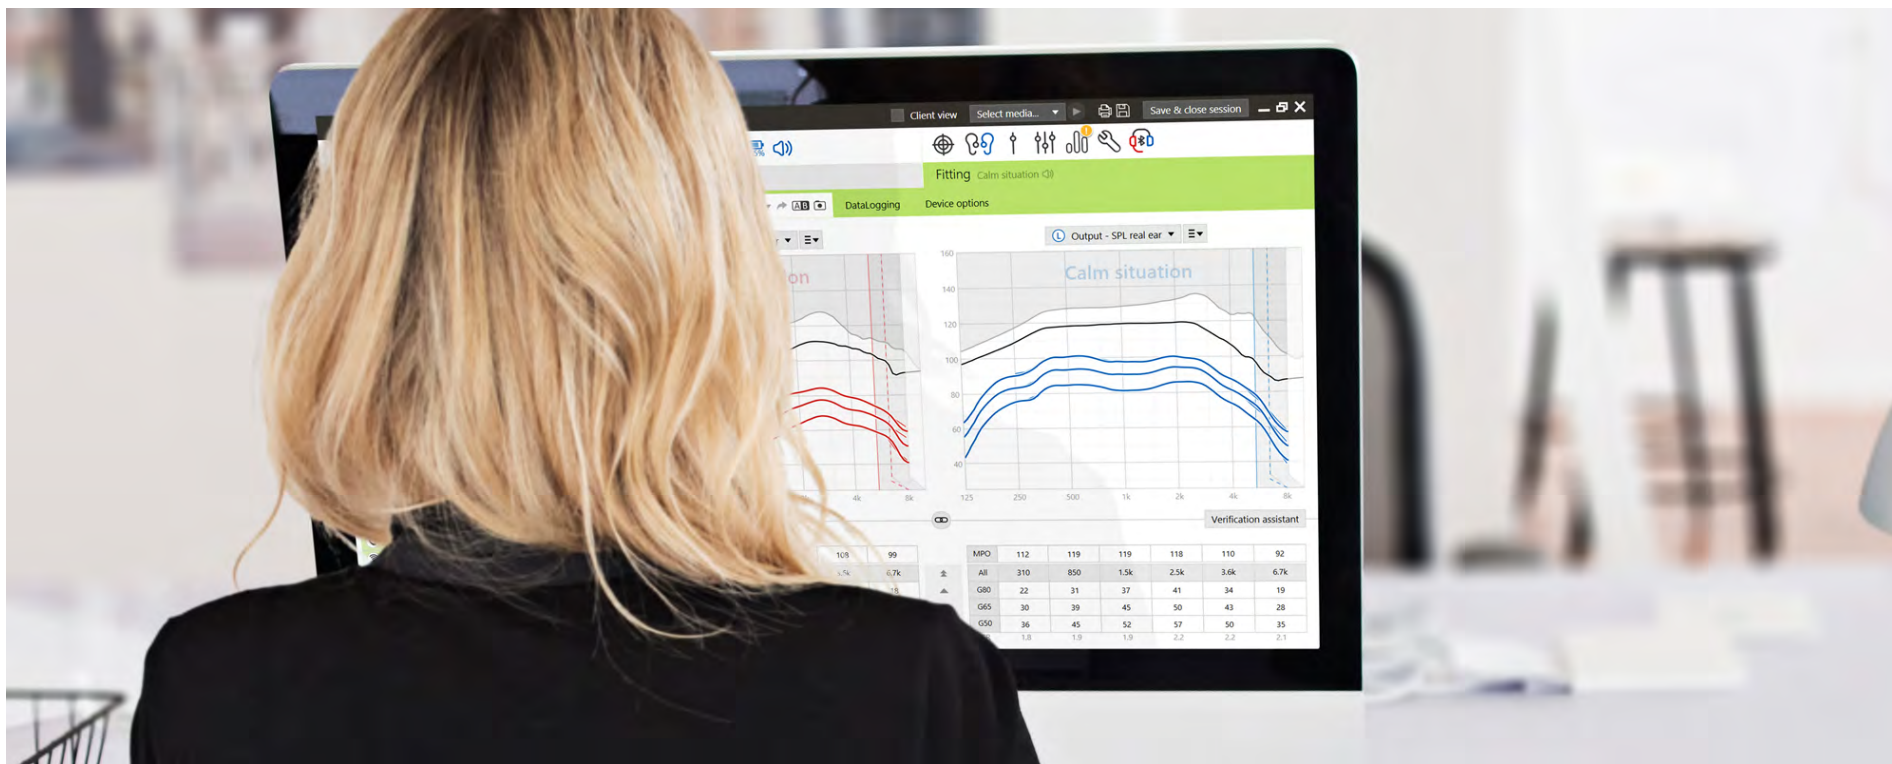 Client view Select media... Save & close session
5%
Fitting Calm situation
AB DataLogging Device options
L Output - SPL real ear
on
Calm situation
160
140
120
100
80
60
40
4k 8k
125 250 500 1k 2k 4k 8k
Verification assistant
108 99
MPO 112 119 119 118 110 92
6.7k
All 310 850 1.5k 2.5k 3.6k 6.7k
18
G80 22 31 37 41 34 19
G65 30 39 45 50 43 28
G50 36 45 52 57 50 35
1.8 1.9 1.9 2.2 2.2 2.1